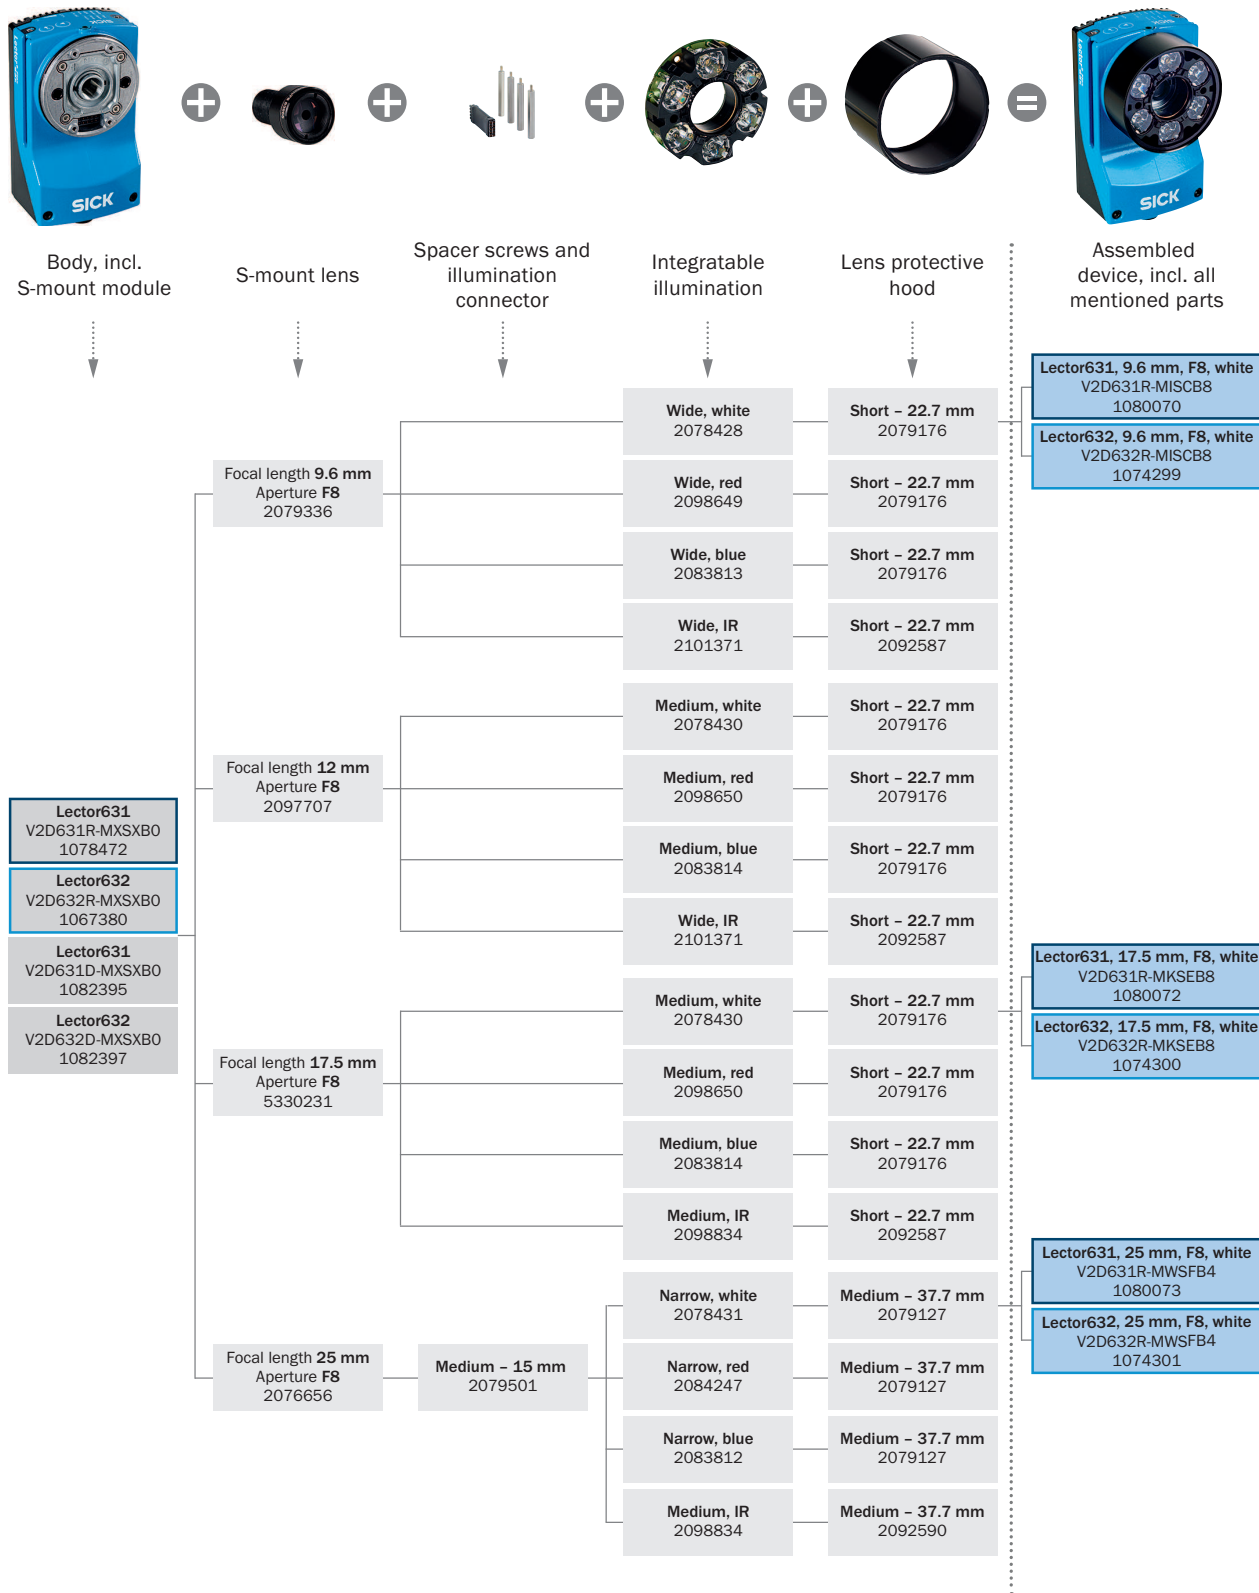 SICK
SICK
Body, incl.
S-mount module
S-mount lens
Spacer screws and
illumination
connector
Integratable
illumination
Lens protective
hood
Assembled
device, incl. all
mentioned parts
Lector631
V2D631R-MXSXB0
1078472
Lector632
V2D632R-MXSXB0
1067380
Lector631
V2D631D-MXSXB0
1082395
Lector632
V2D632D-MXSXB0
1082397
Focal length 9.6 mm
Aperture F8
2079336
Wide, white
2078428
Short – 22.7 mm
2079176
Lector631, 9.6 mm, F8, white
V2D631R-MISCB8
1080070
Lector632, 9.6 mm, F8, white
V2D632R-MISCB8
1074299
Wide, red
2098649
Short – 22.7 mm
2079176
Wide, blue
2083813
Short – 22.7 mm
2079176
Wide, IR
2101371
Short – 22.7 mm
2092587
Focal length 12 mm
Aperture F8
2097707
Medium, white
2078430
Short – 22.7 mm
2079176
Medium, red
2098650
Short – 22.7 mm
2079176
Medium, blue
2083814
Short – 22.7 mm
2079176
Wide, IR
2101371
Short – 22.7 mm
2092587
Focal length 17.5 mm
Aperture F8
5330231
Medium, white
2078430
Short – 22.7 mm
2079176
Lector631, 17.5 mm, F8, white
V2D631R-MKSEB8
1080072
Lector632, 17.5 mm, F8, white
V2D632R-MKSEB8
1074300
Medium, red
2098650
Short – 22.7 mm
2079176
Medium, blue
2083814
Short – 22.7 mm
2079176
Medium, IR
2098834
Short – 22.7 mm
2092587
Focal length 25 mm
Aperture F8
2076656
Medium – 15 mm
2079501
Narrow, white
2078431
Medium – 37.7 mm
2079127
Lector631, 25 mm, F8, white
V2D631R-MWSFB4
1080073
Lector632, 25 mm, F8, white
V2D632R-MWSFB4
1074301
Narrow, red
2084247
Medium – 37.7 mm
2079127
Narrow, blue
2083812
Medium – 37.7 mm
2079127
Medium, IR
2098834
Medium – 37.7 mm
2092590